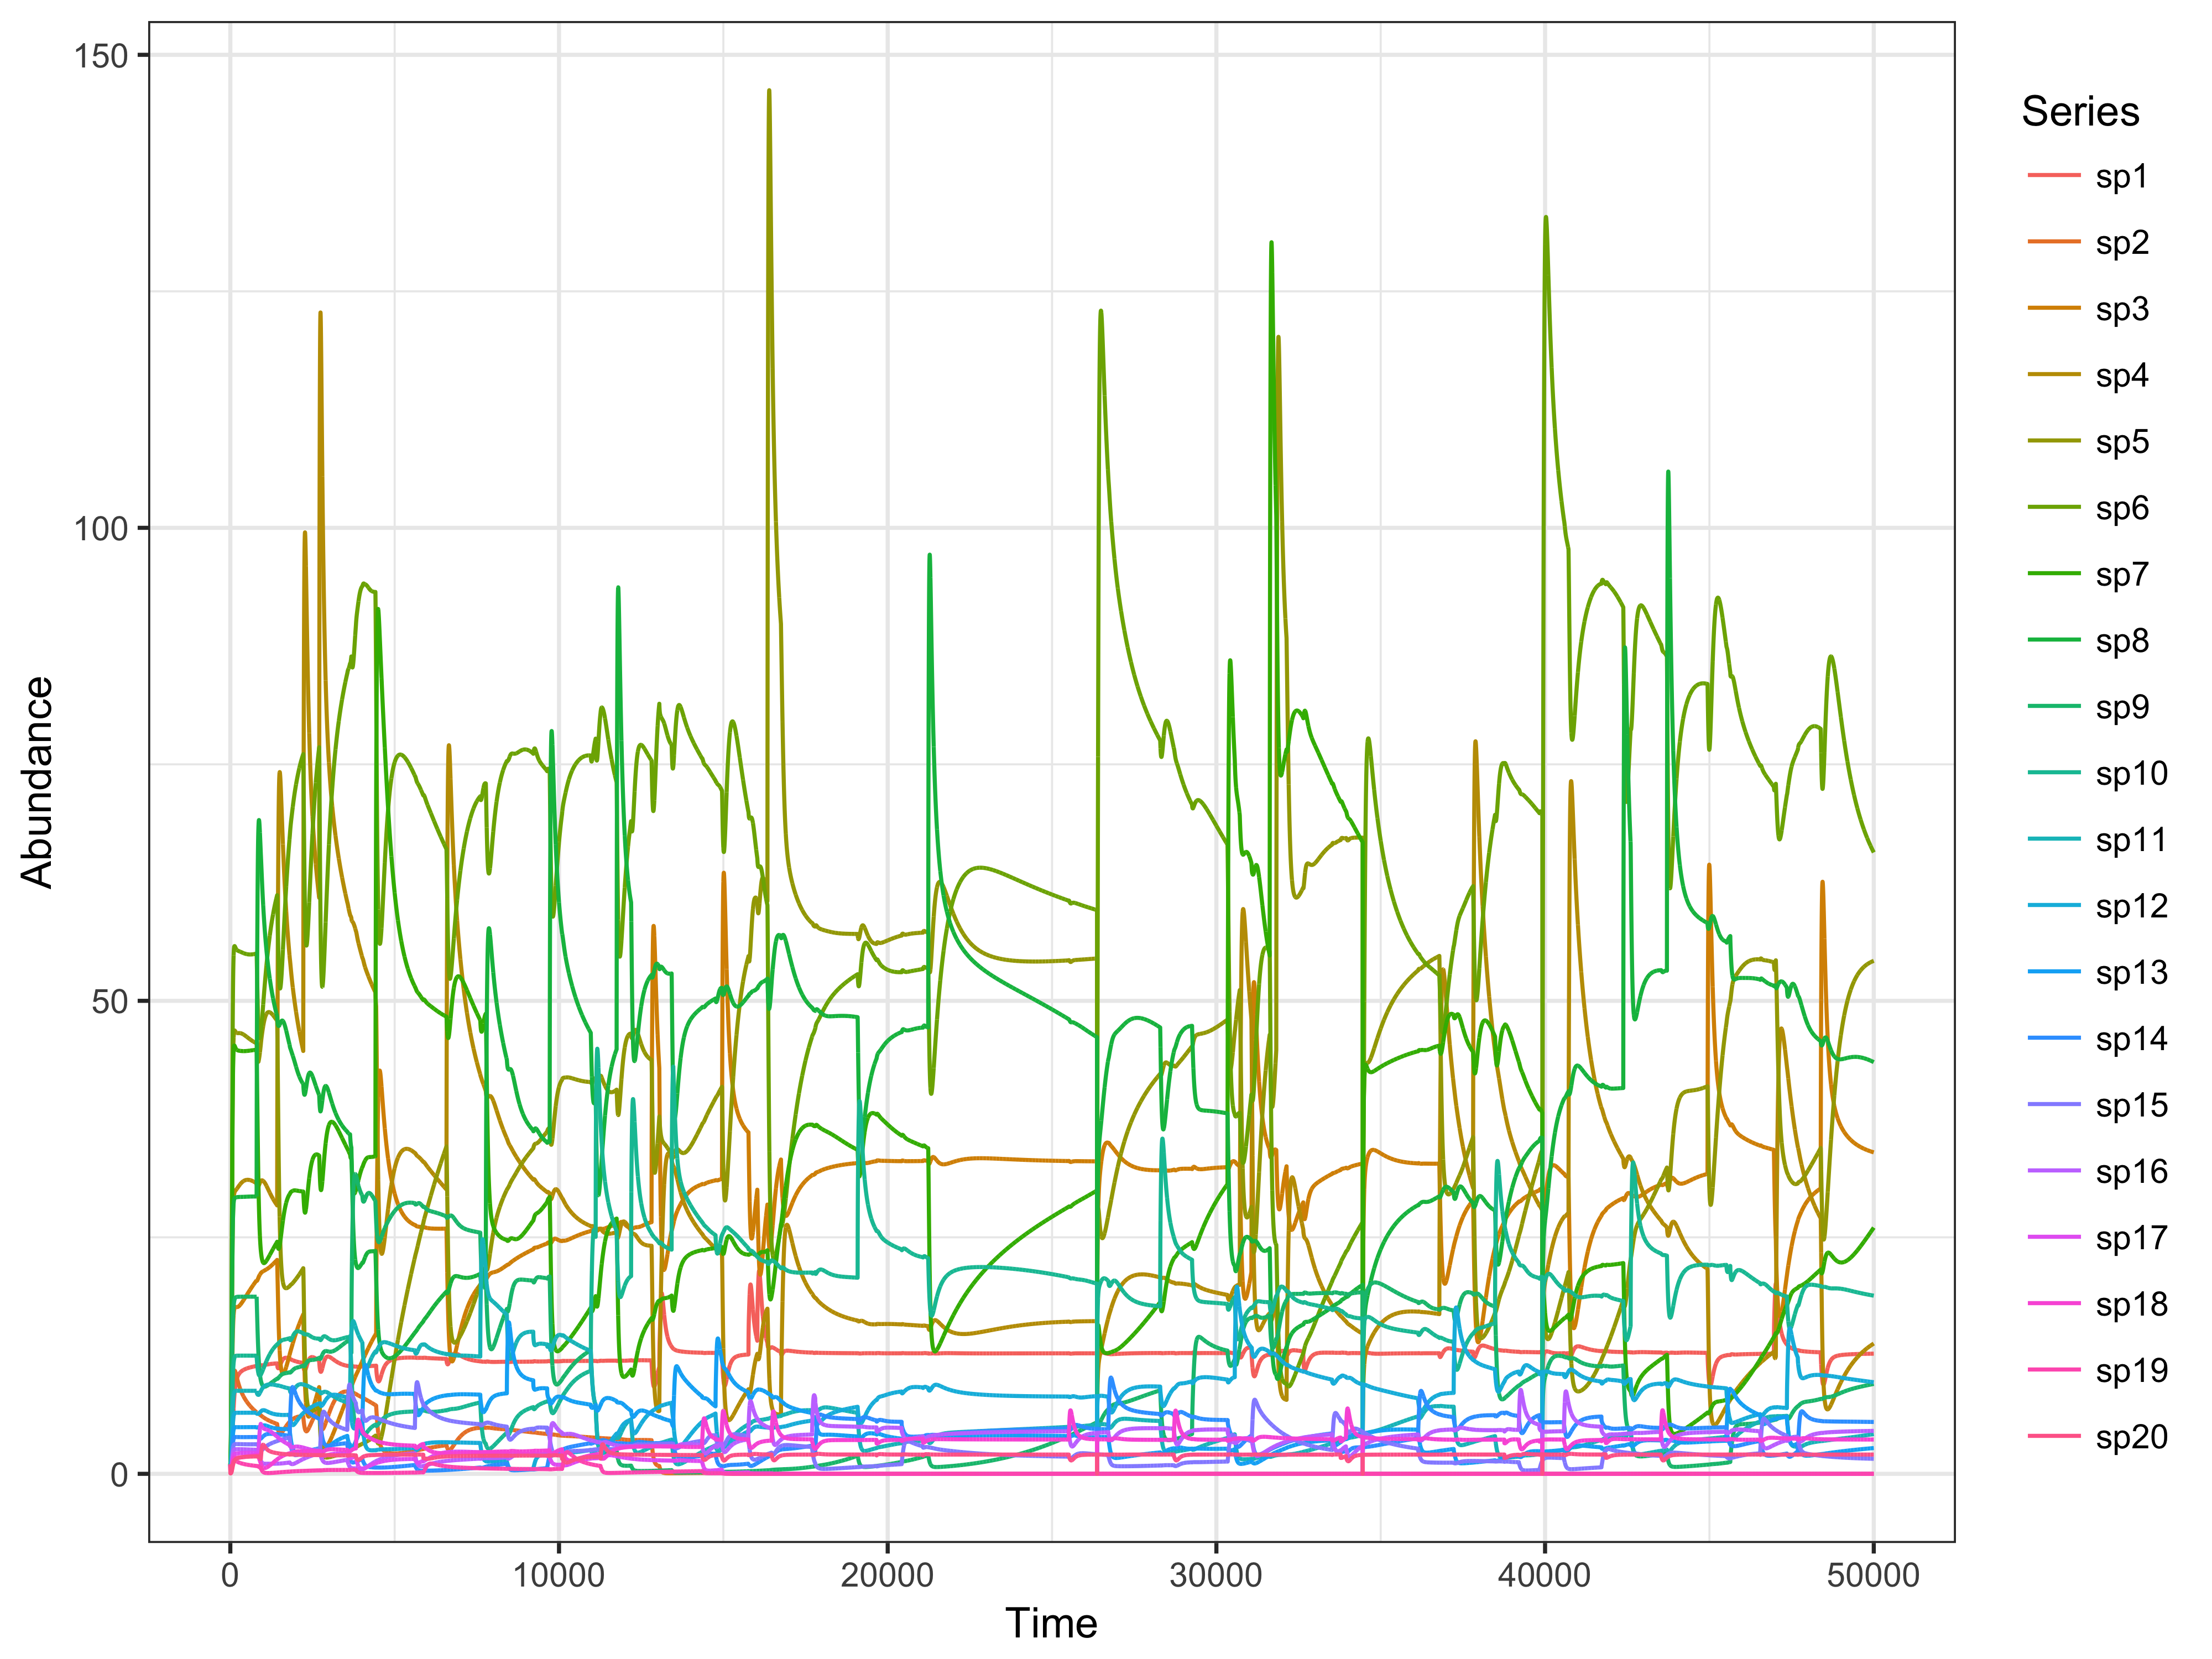 150
100
50
0
Abundance
0 10000 20000 30000 40000 50000
Time
Series
sp1
sp2
sp3
sp4
sp5
sp6
sp7
sp8
sp9
sp10
sp11
sp12
sp13
sp14
sp15
sp16
sp17
sp18
sp19
sp20